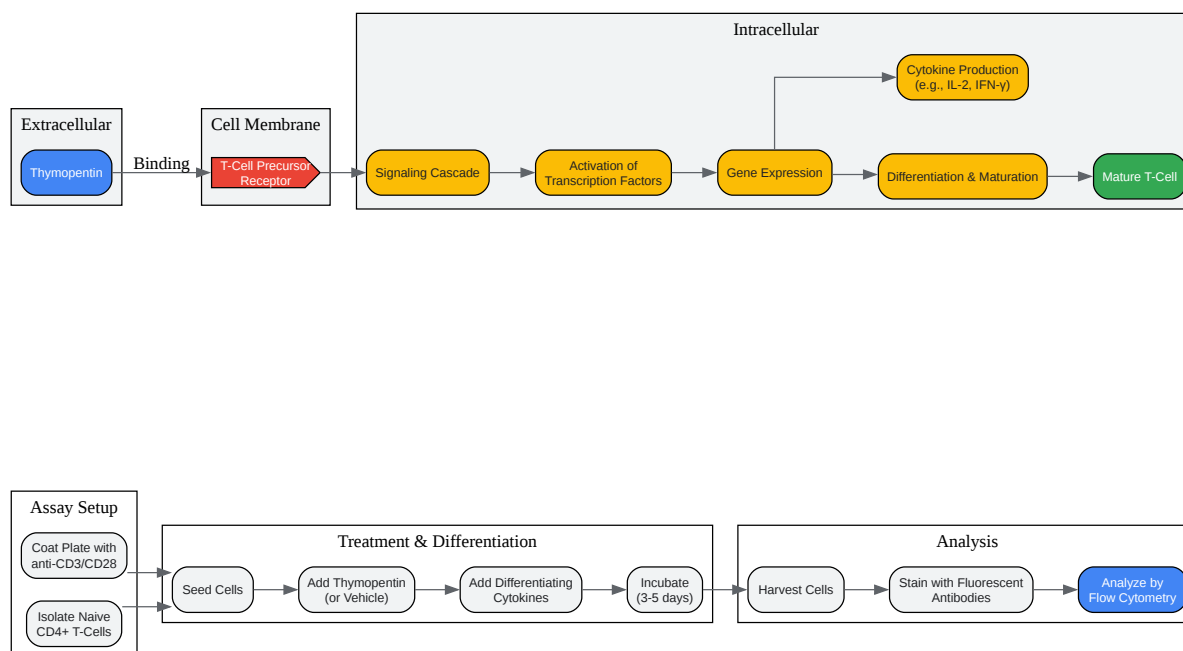 Intracellular
Cytokine Production
(e.g., IL-2, IFN-γ)
Extracellular
Cell Membrane
Thymopentin
Binding
T-Cell Precursor
Receptor
Signaling Cascade
Activation of
Transcription Factors
Gene Expression
Differentiation & Maturation
Mature T-Cell
Assay Setup
Coat Plate with
anti-CD3/CD28
Isolate Naive
CD4+ T-Cells
Treatment & Differentiation
Seed Cells
Add Thymopentin
(or Vehicle)
Add Differentiating
Cytokines
Incubate
(3-5 days)
Analysis
Harvest Cells
Stain with Fluorescent
Antibodies
Analyze by
Flow Cytometry